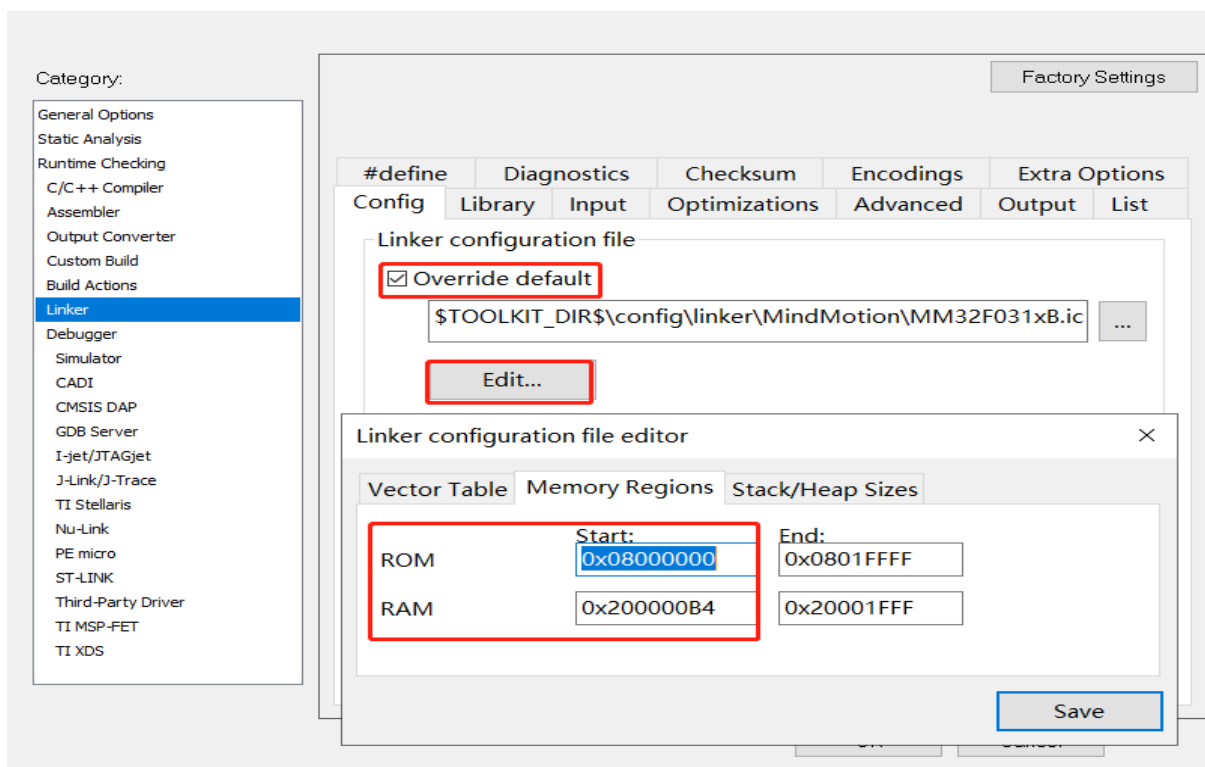 Category:
General Options
Static Analysis
Runtime Checking
C/C++ Compiler
Assembler
Output Converter
Custom Build
Build Actions
Linker
Debugger
Simulator
CADI
CMSIS DAP
GDB Server
I-jet/JTAGjet
J-Link/J-Trace
TI Stellaris
Nu-Link
PE micro
ST-LINK
Third-Party Driver
TI MSP-FET
TI XDS
Factory Settings
#define Diagnostics Checksum Encodings Extra Options
Config Library Input Optimizations Advanced Output List
Linker configuration file
Override default
$TOOLKIT_DIR$\config\linker\MindMotion\MM32F031xB.ic
...
Edit...
Linker configuration file editor
Vector Table Memory Regions Stack/Heap Sizes
Start: End:
ROM 0x08000000 0x0801FFFF
RAM 0x200000B4 0x20001FFF
Save